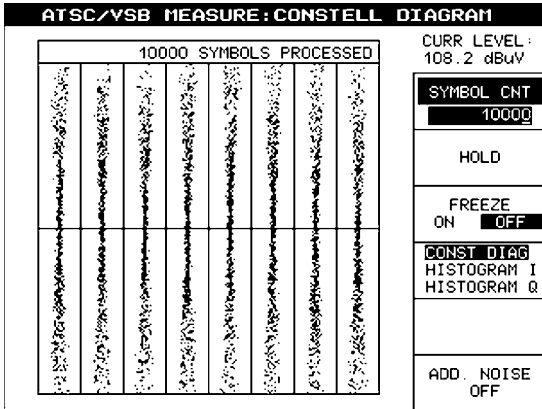 ATSC/VSB MEASURE:CONSTELL DIAGRAM
10000 SYMBOLS PROCESSED
CURR LEVEL:
108.2 dBuV
SYMBOL CNT
10000
HOLD
FREEZE
ON OFF
CONST DIAG
HISTOGRAM I
HISTOGRAM Q
ADD. NOISE
OFF